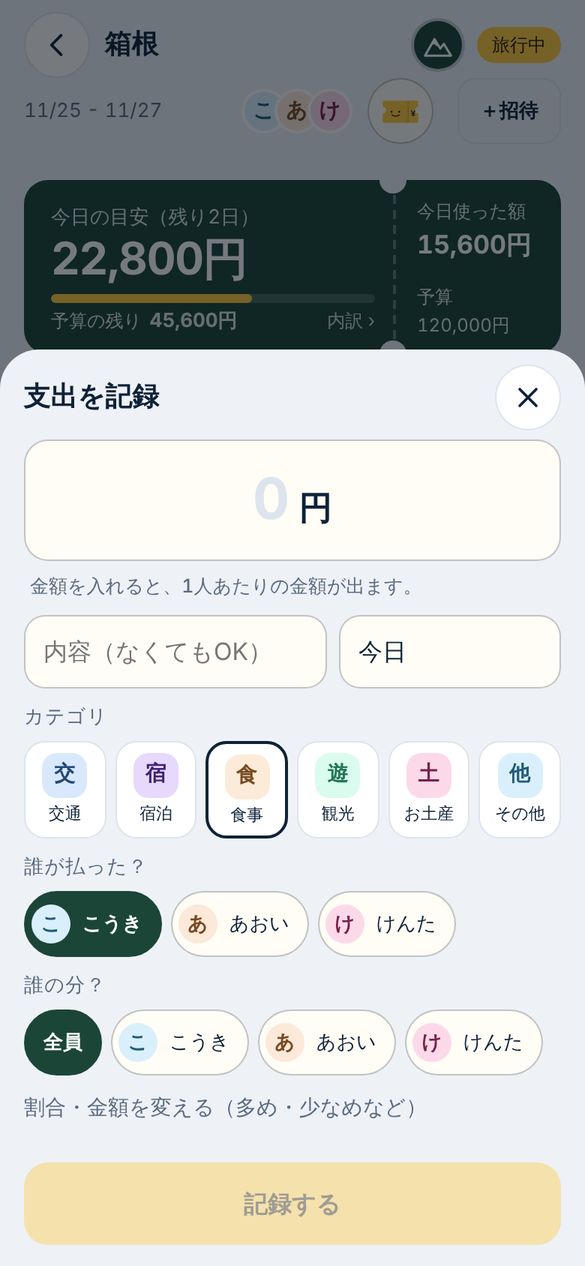 箱根
旅行中
11/25 - 11/27
こ あ け
¥
＋招待
今日の目安（残り2日）
22,800円
予算の残り 45,600円
内訳 ›
今日使った額
15,600円
予算
120,000円
支出を記録
0 円
金額を入れると、1人あたりの金額が出ます。
内容（なくてもOK）
今日
カテゴリ
交 宿 食 遊 土 他
交通 宿泊 食事 観光 お土産 その他
誰が払った？
こ こうき あ あおい け けんた
誰の分？
全員 こ こうき あ あおい け けんた
割合・金額を変える（多め・少なめなど）
記録する